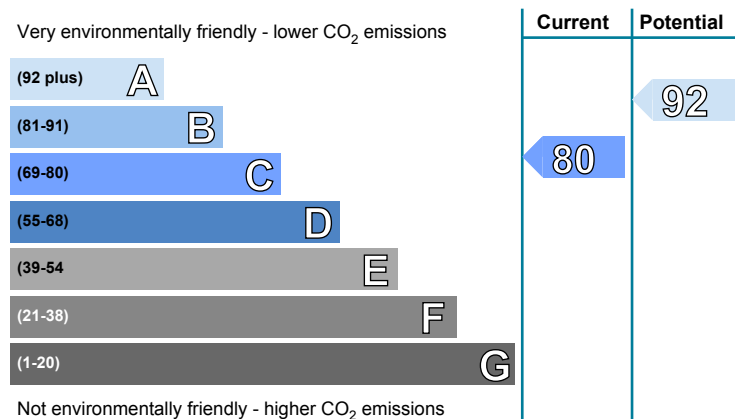 Very environmentally friendly - lower CO₂ emissions
Current
Potential
(92 plus) A
(81-91) B
(69-80) C
(55-68) D
(39-54 E
(21-38) F
(1-20) G
92
80
Not environmentally friendly - higher CO₂ emissions